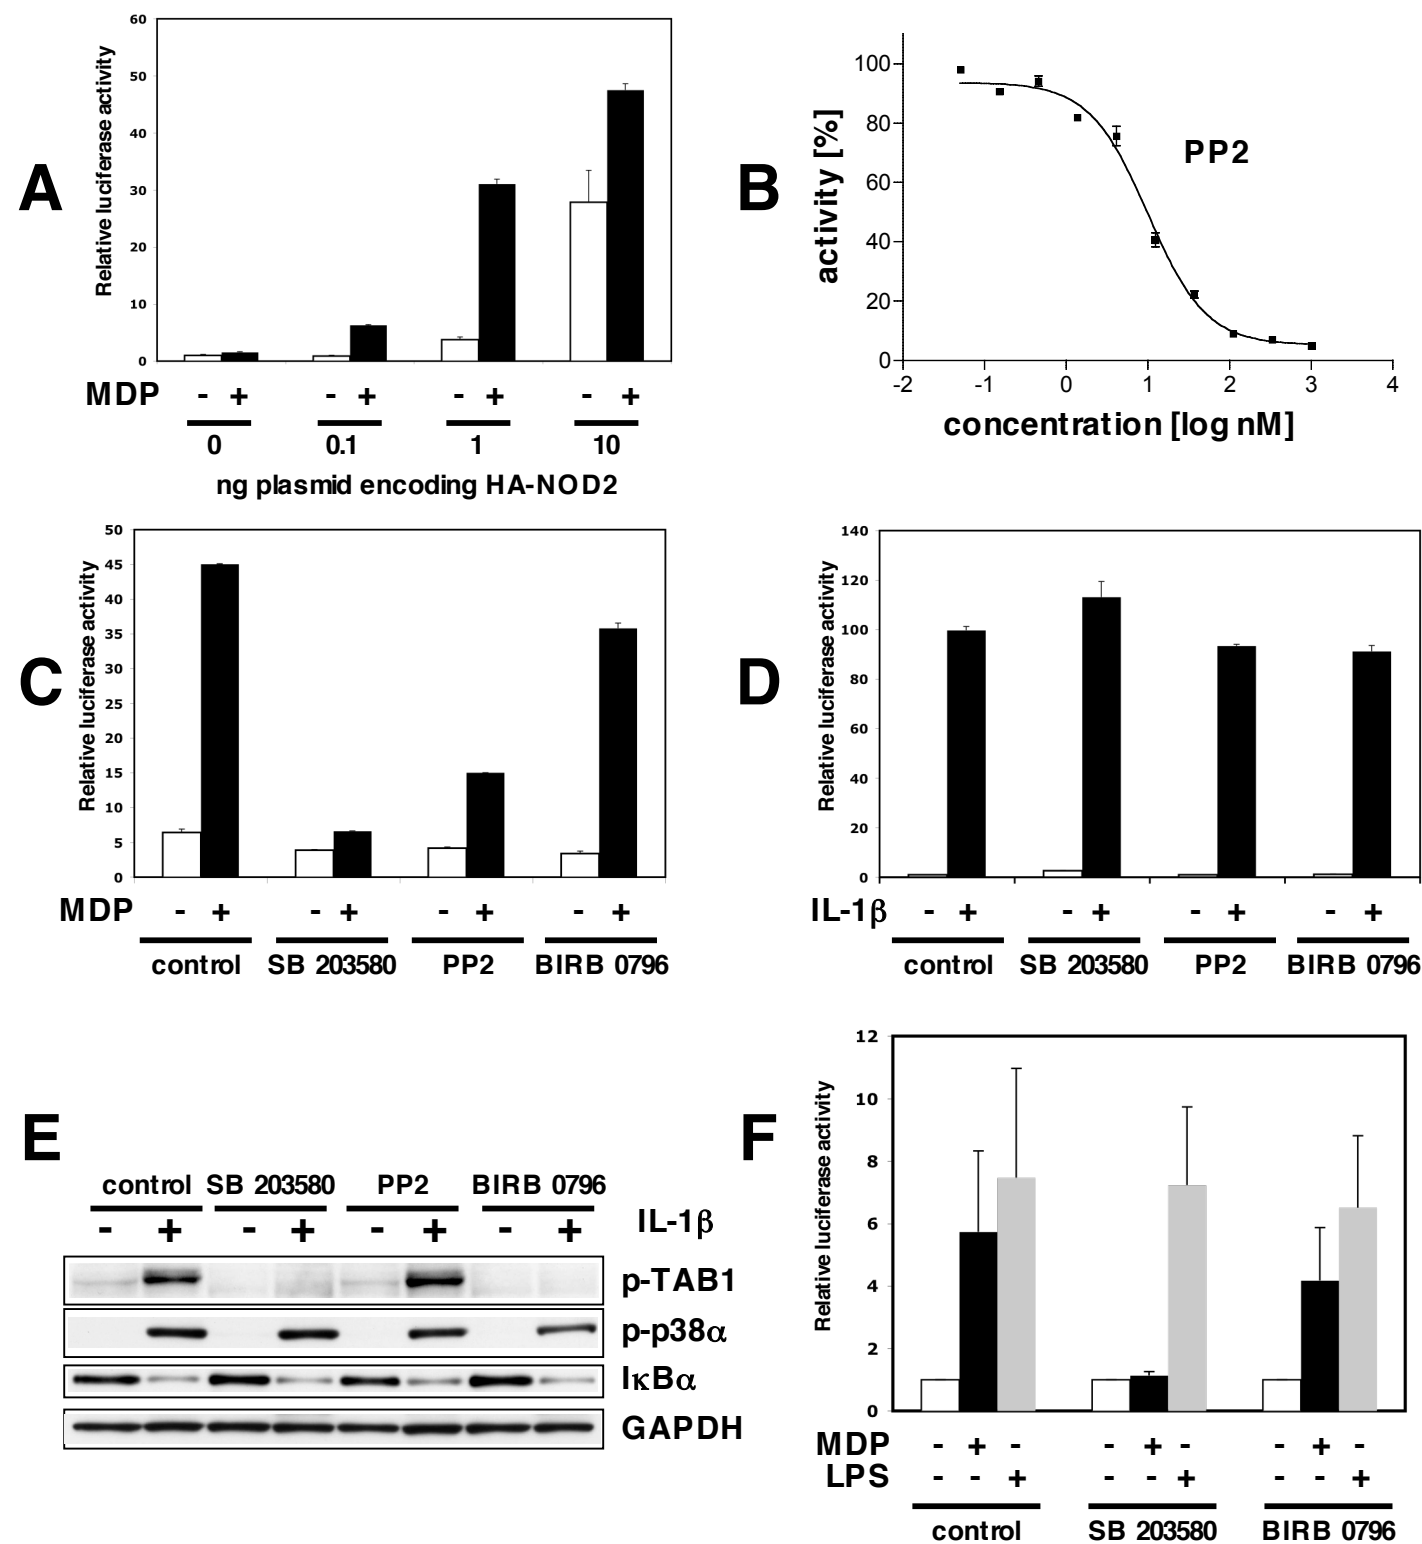 A
Relative luciferase activity
60
50
40
30
20
10
0
MDP - + - + - + - +
0 0.1 1 10
ng plasmid encoding HA-NOD2
B
activity [%]
100
80
60
40
20
0
PP2
-2 -1 0 1 2 3 4
concentration [log nM]
C
Relative luciferase activity
50
45
40
35
30
25
20
15
10
5
0
MDP - + - + - + - +
control SB 203580 PP2 BIRB 0796
D
Relative luciferase activity
140
120
100
80
60
40
20
0
IL-1β - + - + - + - +
control SB 203580 PP2 BIRB 0796
E
control SB 203580 PP2 BIRB 0796
- + - + - + - + IL-1β
p-TAB1
p-p38α
IκBα
GAPDH
F
Relative luciferase activity
12
10
8
6
4
2
0
MDP - + - - + - - + -
LPS - - + - - + - - +
control SB 203580 BIRB 0796